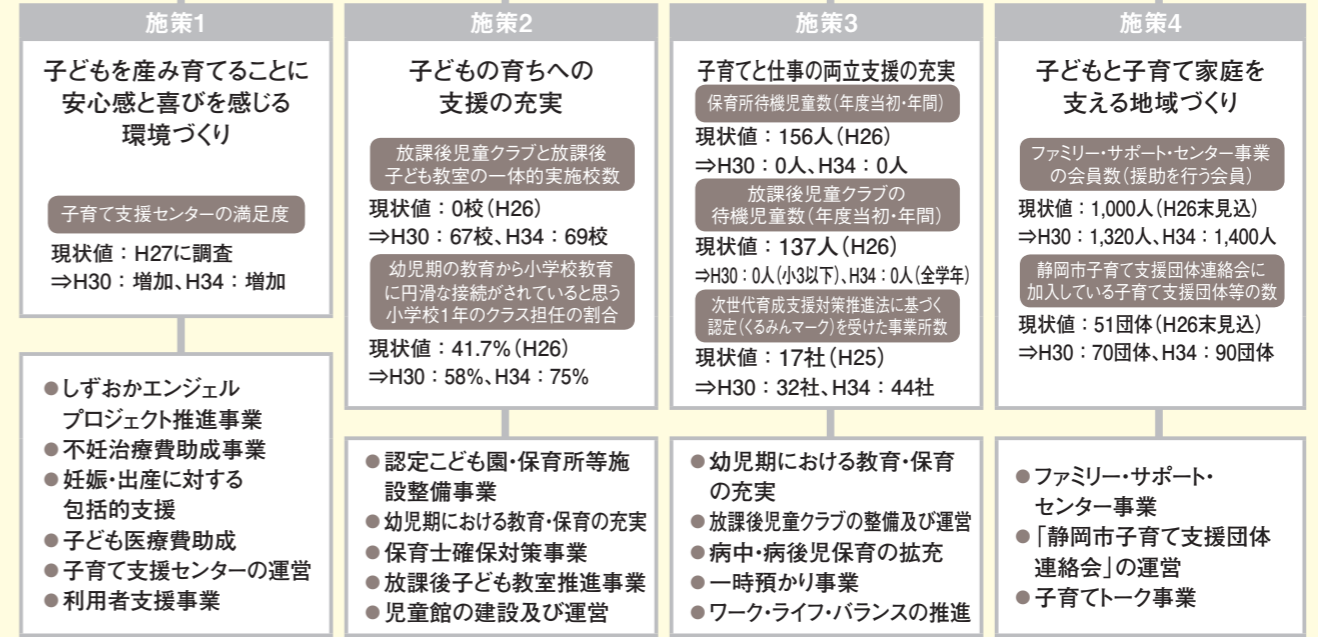 施策1
子どもを産み育てることに
安心感と喜びを感じる
環境づくり
子育て支援センターの満足度
現状値：H27に調査
⇒H30：増加、H34：増加
●しずおかエンジェル
プロジェクト推進事業
●不妊治療費助成事業
●妊娠・出産に対する
包括的支援
●子ども医療費助成
●子育て支援センターの運営
●利用者支援事業
施策2
子どもの育ちへの
支援の充実
放課後児童クラブと放課後
子ども教室の一体的実施校数
現状値：0校（H26）
⇒H30：67校、H34：69校
幼児期の教育から小学校教育
に円滑な接続がされていると思う
小学校1年のクラス担任の割合
現状値：41.7%（H26）
⇒H30：58%、H34：75%
●認定こども園・保育所等施
設整備事業
●幼児期における教育・保育の充実
●保育士確保対策事業
●放課後子ども教室推進事業
●児童館の建設及び運営
施策3
子育てと仕事の両立支援の充実
保育所待機児童数（年度当初・年間）
現状値：156人（H26）
⇒H30：0人、H34：0人
放課後児童クラブの
待機児童数（年度当初・年間）
現状値：137人（H26）
⇒H30：0人（小3以下）、H34：0人（全学年）
次世代育成支援対策推進法に基づく
認定（くるみんマーク）を受けた事業所数
現状値：17社（H25）
⇒H30：32社、H34：44社
●幼児期における教育・保育
の充実
●放課後児童クラブの整備及び運営
●病中・病後児保育の拡充
●一時預かり事業
●ワーク・ライフ・バランスの推進
施策4
子どもと子育て家庭を
支える地域づくり
ファミリー・サポート・センター事業
の会員数（援助を行う会員）
現状値：1,000人（H26末見込）
⇒H30：1,320人、H34：1,400人
静岡市子育て支援団体連絡会に
加入している子育て支援団体等の数
現状値：51団体（H26末見込）
⇒H30：70団体、H34：90団体
●ファミリー・サポート・
センター事業
●「静岡市子育て支援団体
連絡会」の運営
●子育てトーク事業